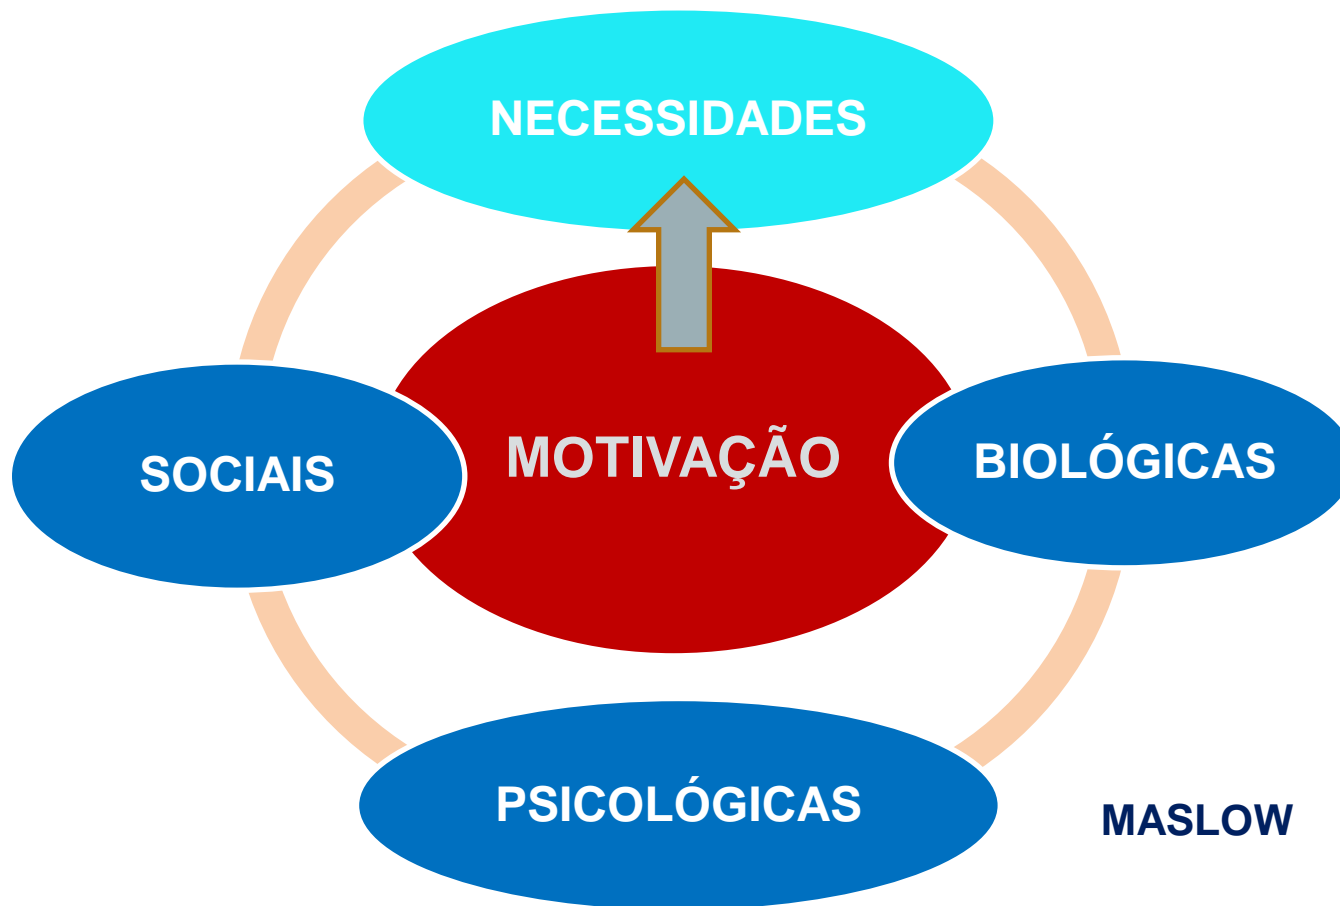 NECESSIDADES
SOCIAIS
MOTIVAÇÃO
BIOLÓGICAS
PSICOLÓGICAS
MASLOW